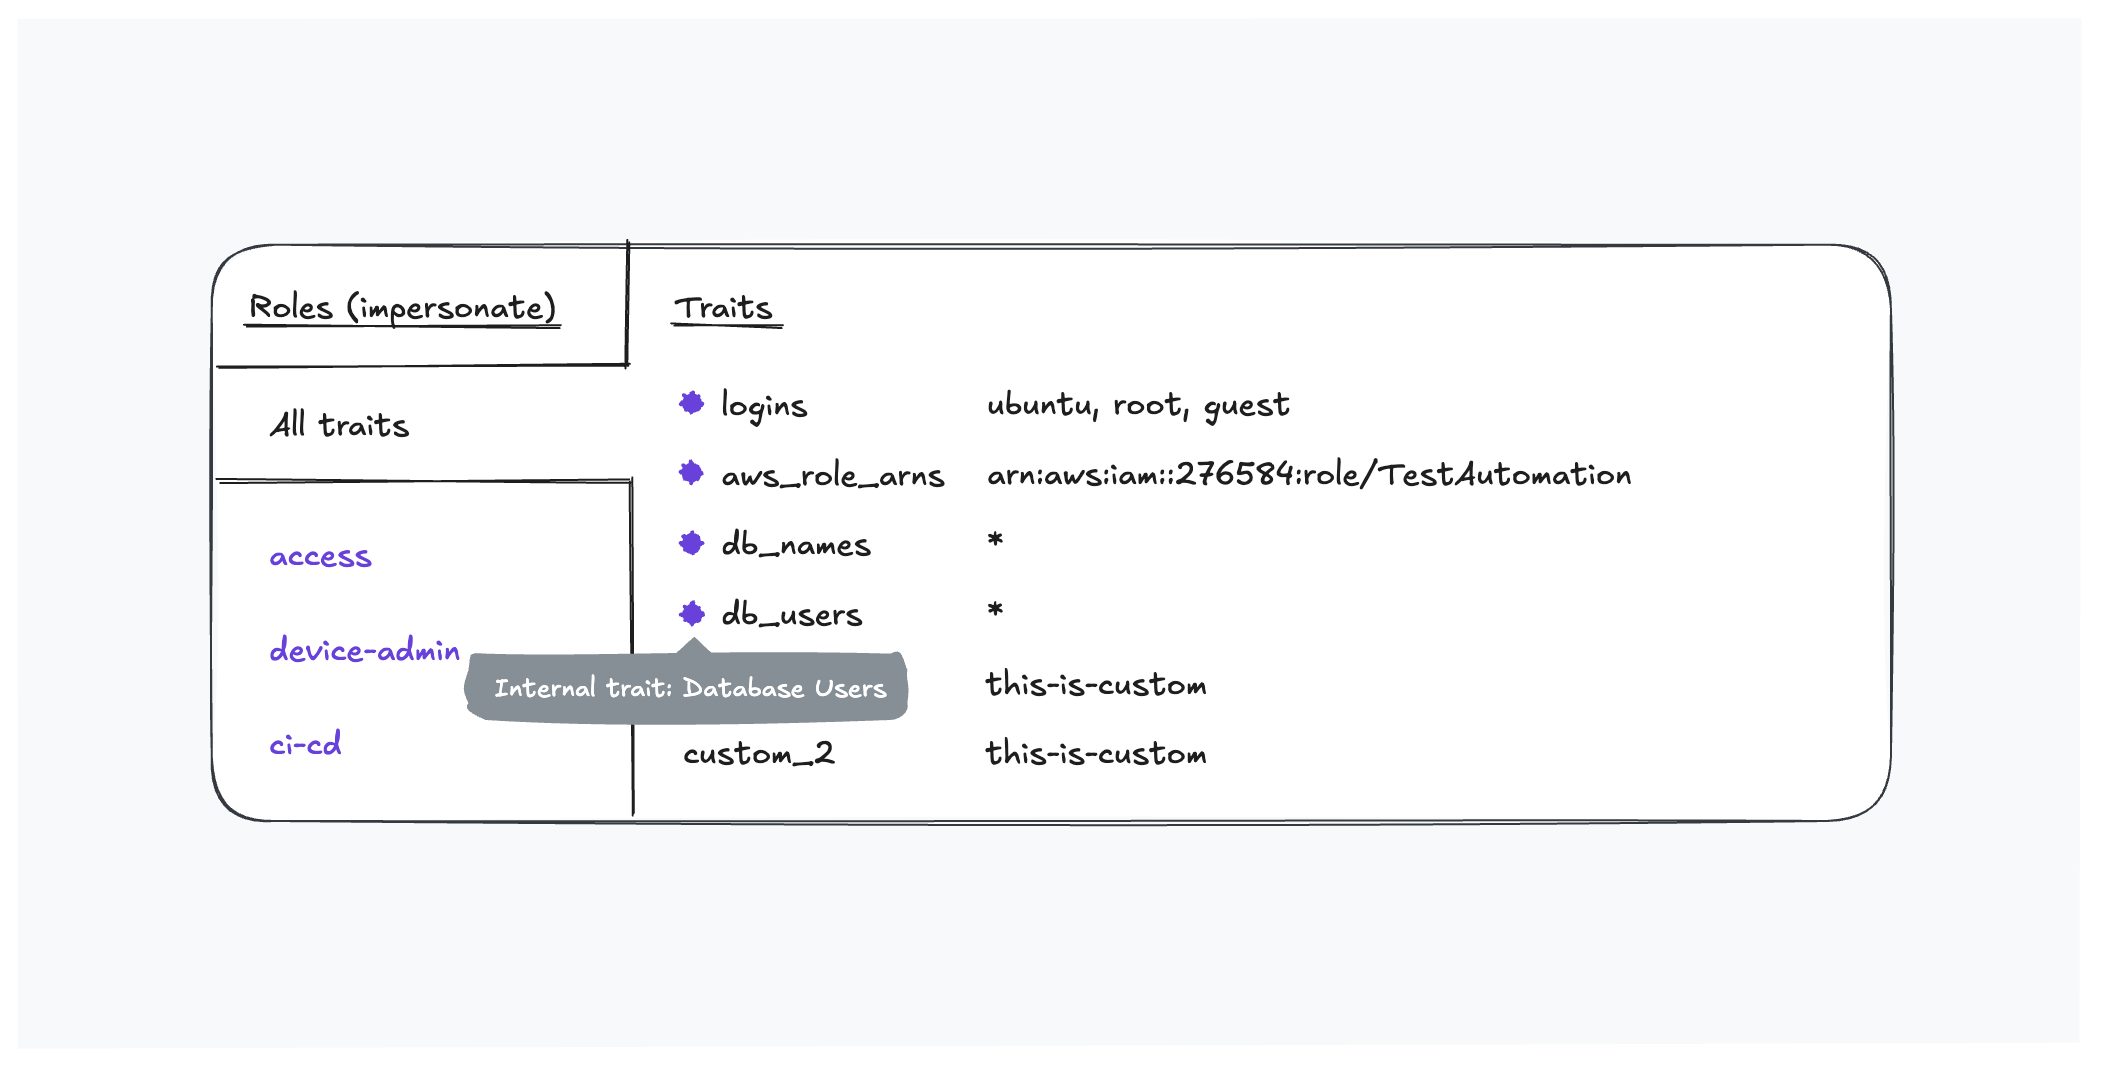 Roles (impersonate)
All traits
access
device-admin
ci-cd
Traits
logins ubuntu, root, guest
aws_role_arns arn:aws:iam::276584:role/TestAutomation
db_names *
db_users *
Internal trait: Database Users
this-is-custom
custom_2 this-is-custom